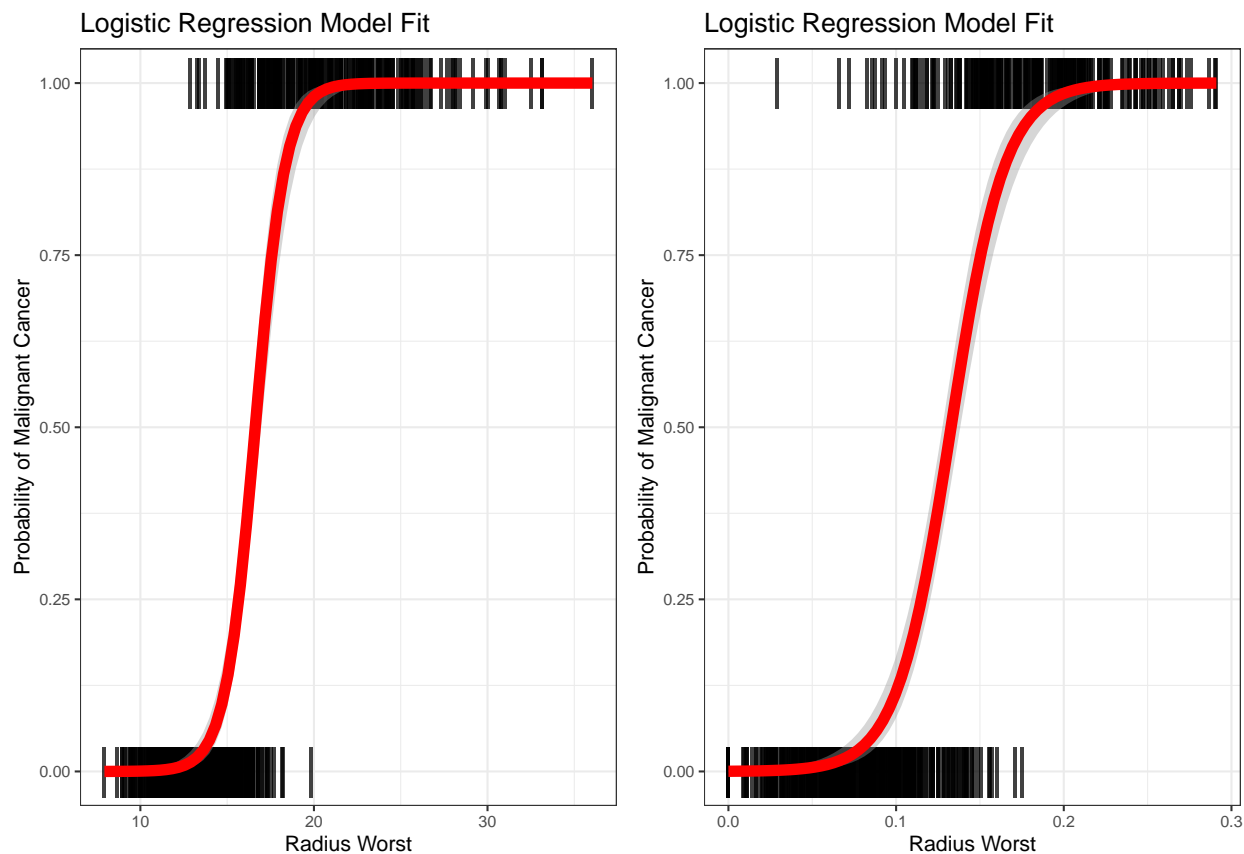 Logistic Regression Model Fit
1.00
0.75
0.50
0.25
0.00
Probability of Malignant Cancer
10
20
30
Radius Worst
Logistic Regression Model Fit
1.00
0.75
0.50
0.25
0.00
Probability of Malignant Cancer
0.0
0.1
0.2
0.3
Radius Worst